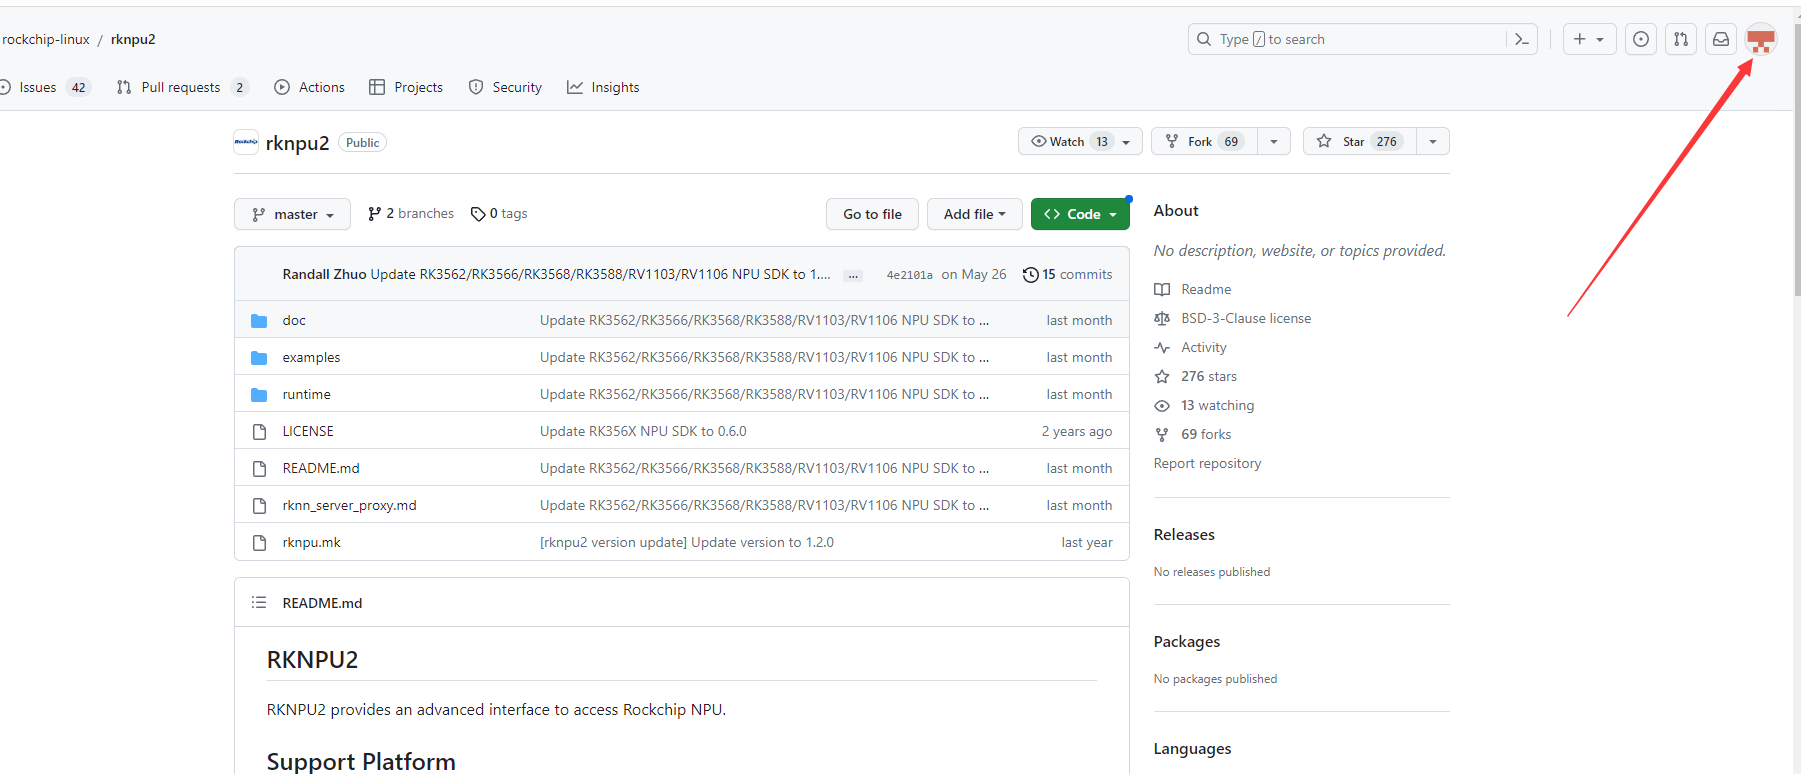 rockchip-linux / rknpu2
Type / to search
Issues 42 Pull requests 2 Actions Projects Security Insights
Rockchip rknpu2 Public
Watch 13 Fork 69 Star 276
master 2 branches 0 tags Go to file Add file <> Code
Randall Zhuo Update RK3562/RK3566/RK3568/RK3588/RV1103/RV1106 NPU SDK to 1.... ... 4e2101a on May 26 15 commits
doc Update RK3562/RK3566/RK3568/RK3588/RV1103/RV1106 NPU SDK to ... last month
examples Update RK3562/RK3566/RK3568/RK3588/RV1103/RV1106 NPU SDK to ... last month
runtime Update RK3562/RK3566/RK3568/RK3588/RV1103/RV1106 NPU SDK to ... last month
LICENSE Update RK356X NPU SDK to 0.6.0 2 years ago
README.md Update RK3562/RK3566/RK3568/RK3588/RV1103/RV1106 NPU SDK to ... last month
rknn_server_proxy.md Update RK3562/RK3566/RK3568/RK3588/RV1103/RV1106 NPU SDK to ... last month
rknpu.mk [rknpu2 version update] Update version to 1.2.0 last year
README.md
RKNPU2
RKNPU2 provides an advanced interface to access Rockchip NPU.
Support Platform
About
No description, website, or topics provided.
Readme
BSD-3-Clause license
Activity
276 stars
13 watching
69 forks
Report repository
Releases
No releases published
Packages
No packages published
Languages